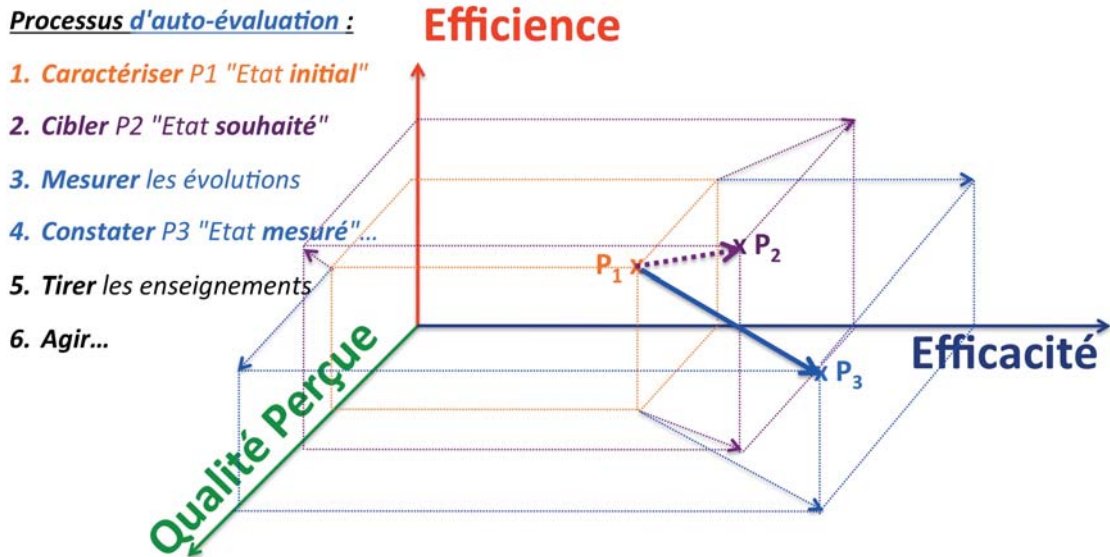 Processus d'auto-évaluation :
1. Caractériser P1 "Etat initial"
2. Cibler P2 "Etat souhaité"
3. Mesurer les évolutions
4. Constater P3 "Etat mesuré"...
5. Tirer les enseignements
6. Agir...
Efficience
P1
P2
P3
Efficacité
Qualité Perçue